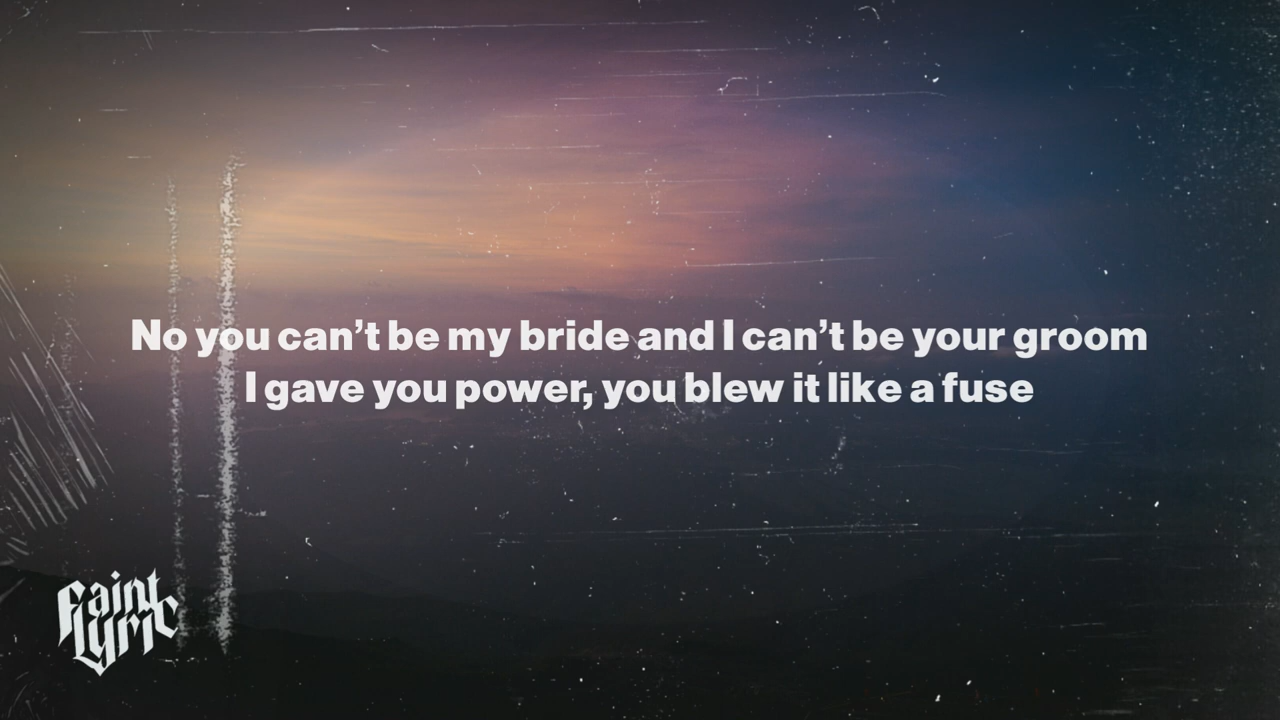 No you can’t be my bride and I can’t be your groom
I gave you power, you blew it like a fuse
Faint
Lyric